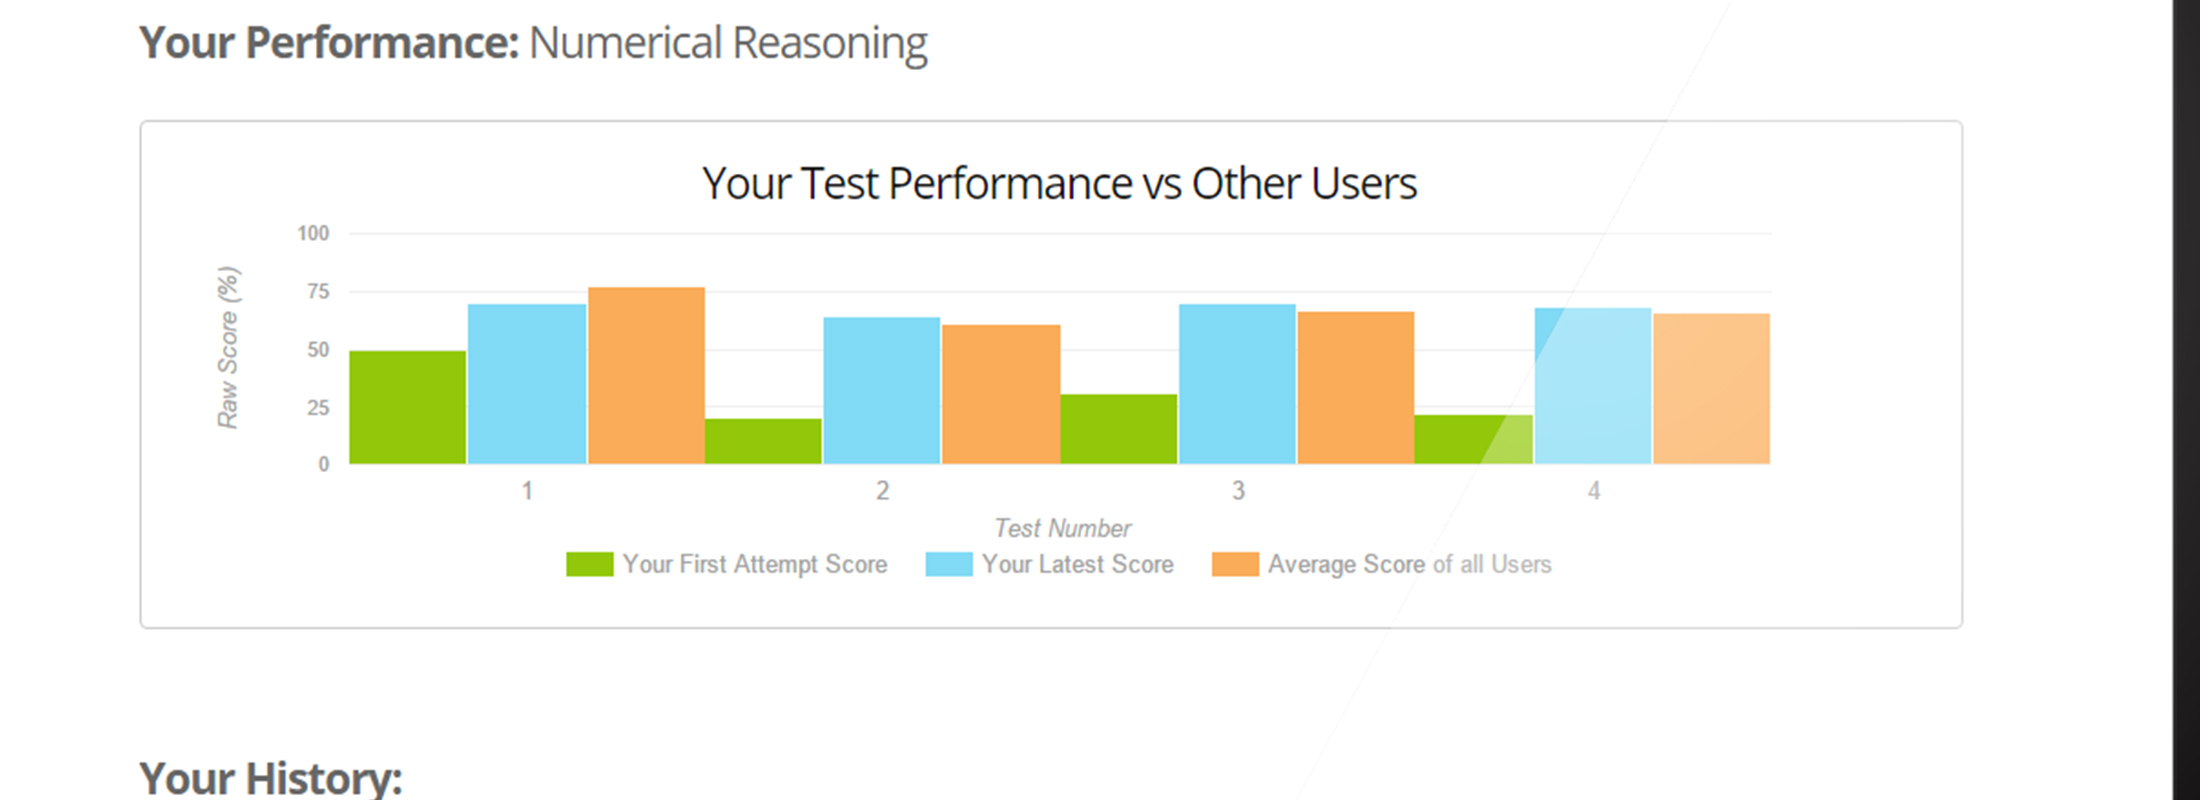 Your Performance: Numerical Reasoning
Your Test Performance vs Other Users
100
75
50
25
0
Raw Score (%)
1 2 3 4
Test Number
Your First Attempt Score Your Latest Score Average Score of all Users
Your History: